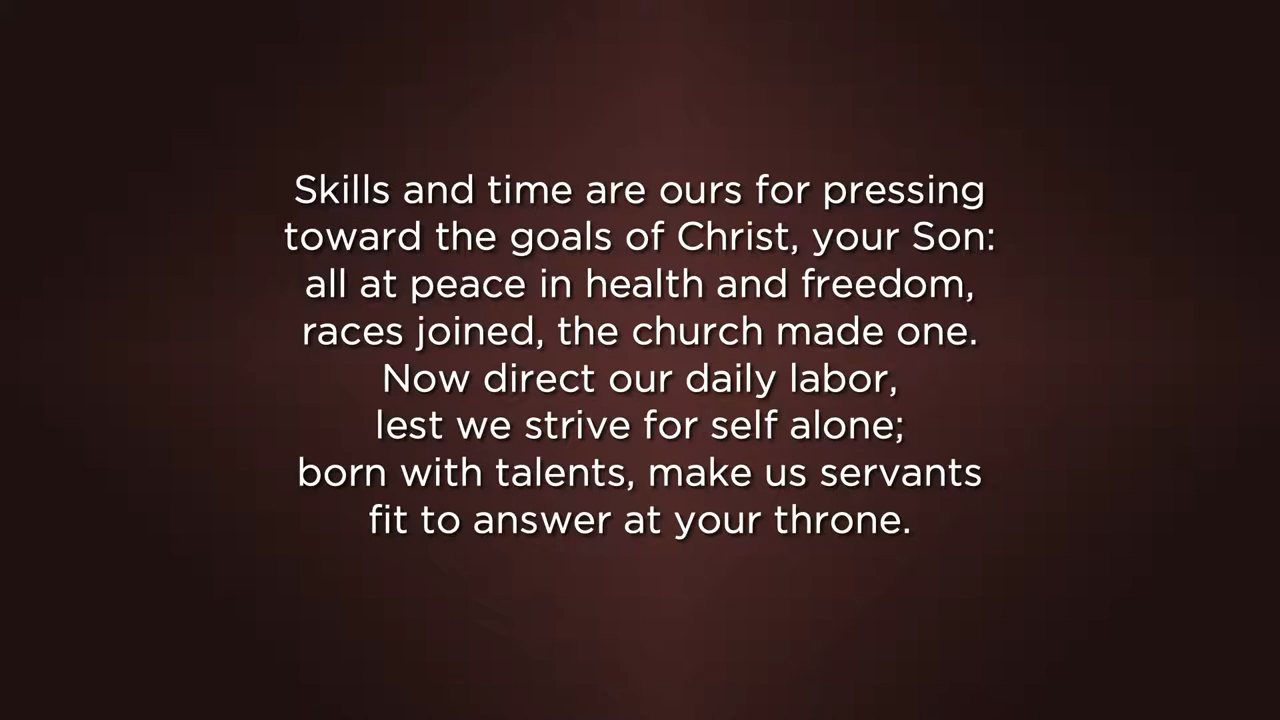 Skills and time are ours for pressing
toward the goals of Christ, your Son:
all at peace in health and freedom,
races joined, the church made one.
Now direct our daily labor,
lest we strive for self alone;
born with talents, make us servants
fit to answer at your throne.